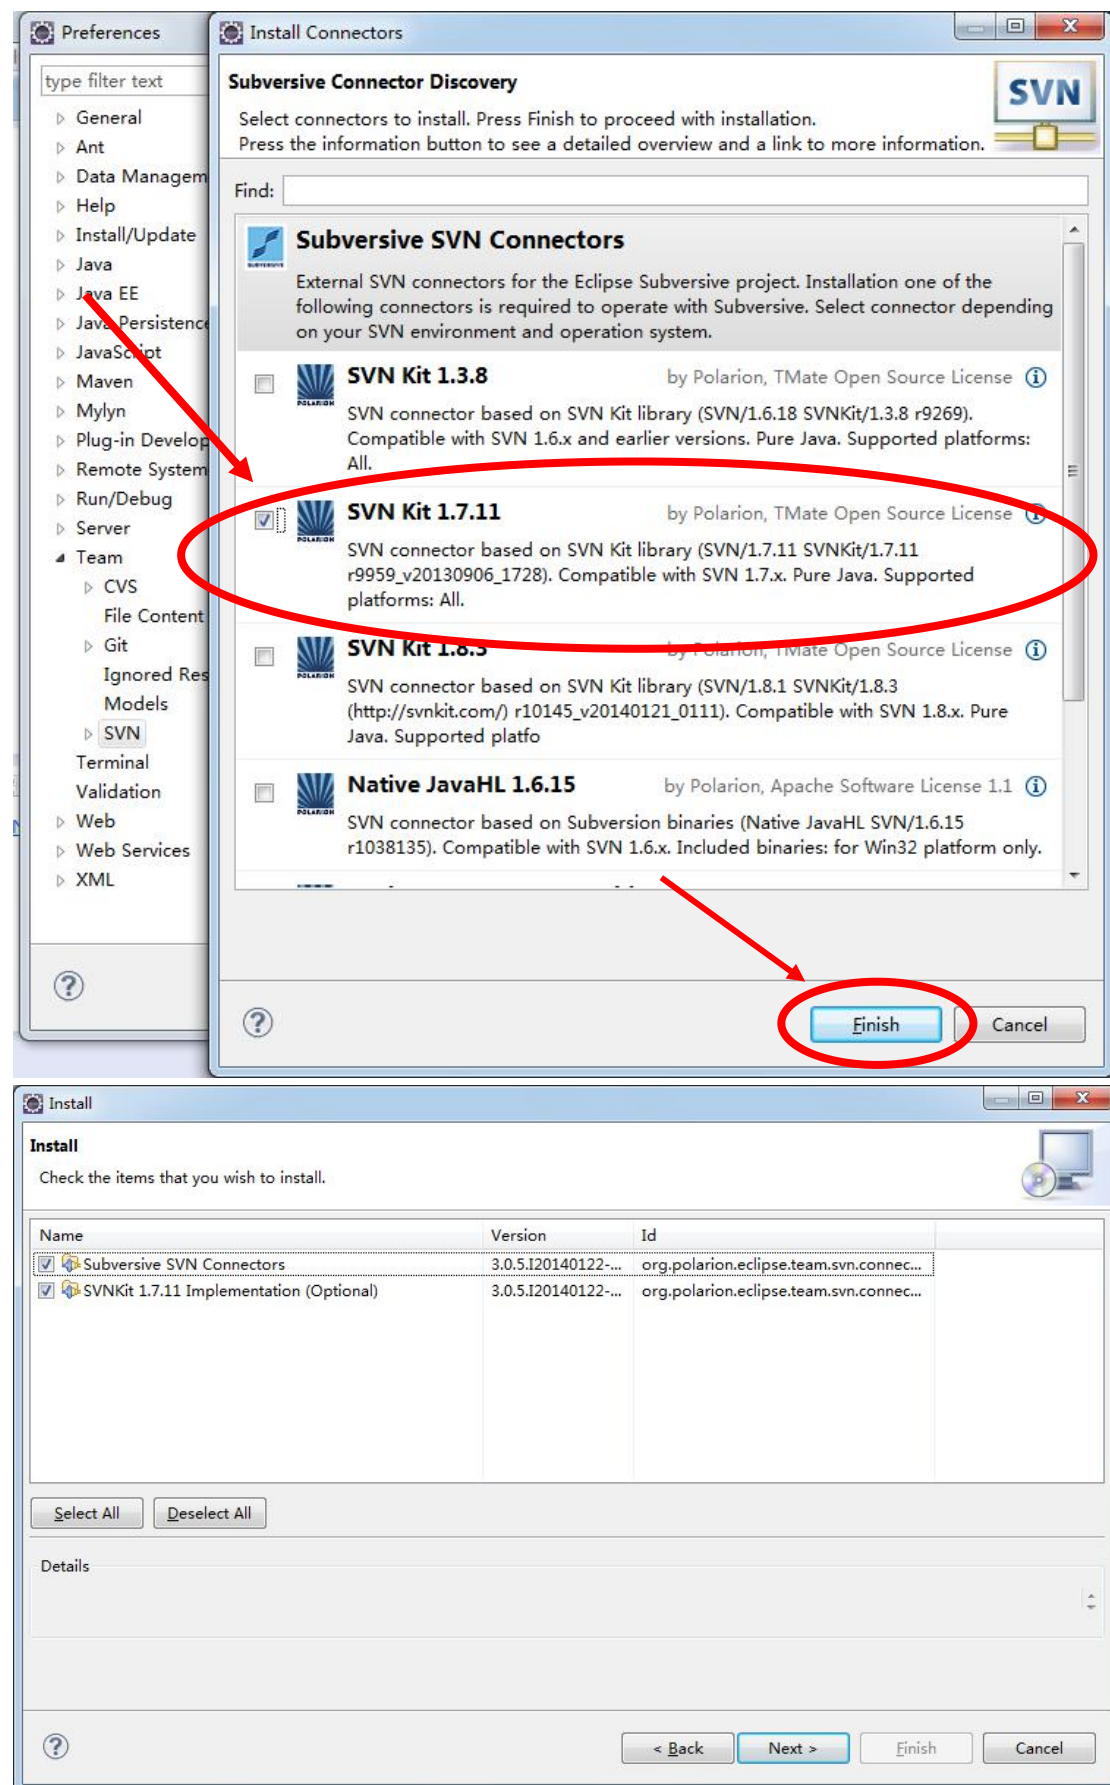 Preferences
type filter text
General
Ant
Data Managem
Help
Install/Update
Java
Java EE
Java Persistence
JavaScript
Maven
Mylyn
Plug-in Develop
Remote System
Run/Debug
Server
Team
CVS
File Content
Git
Ignored Res
Models
SVN
Terminal
Validation
Web
Web Services
XML
Install Connectors
Subversive Connector Discovery
Select connectors to install. Press Finish to proceed with installation.
Press the information button to see a detailed overview and a link to more information.
SVN
Find:
Subversive SVN Connectors
External SVN connectors for the Eclipse Subversive project. Installation one of the
following connectors is required to operate with Subversive. Select connector depending
on your SVN environment and operation system.
SVN Kit 1.3.8 by Polarion, TMate Open Source License
POLARION
SVN connector based on SVN Kit library (SVN/1.6.18 SVNKit/1.3.8 r9269).
Compatible with SVN 1.6.x and earlier versions. Pure Java. Supported platforms:
All.
SVN Kit 1.7.11 by Polarion, TMate Open Source License
POLARION
SVN connector based on SVN Kit library (SVN/1.7.11 SVNKit/1.7.11
r9959_v20130906_1728). Compatible with SVN 1.7.x. Pure Java. Supported
platforms: All.
SVN Kit 1.8.3 by Polarion, TMate Open Source License
POLARION
SVN connector based on SVN Kit library (SVN/1.8.1 SVNKit/1.8.3
(http://svnkit.com/) r10145_v20140121_0111). Compatible with SVN 1.8.x. Pure
Java. Supported platfo
Native JavaHL 1.6.15 by Polarion, Apache Software License 1.1
POLARION
SVN connector based on Subversion binaries (Native JavaHL SVN/1.6.15
r1038135). Compatible with SVN 1.6.x. Included binaries: for Win32 platform only.
Finish Cancel
Install
Install
Check the items that you wish to install.
Name Version Id
Subversive SVN Connectors 3.0.5.I20140122-... org.polarion.eclipse.team.svn.connec...
SVNKit 1.7.11 Implementation (Optional) 3.0.5.I20140122-... org.polarion.eclipse.team.svn.connec...
Select All Deselect All
Details
< Back Next > Finish Cancel